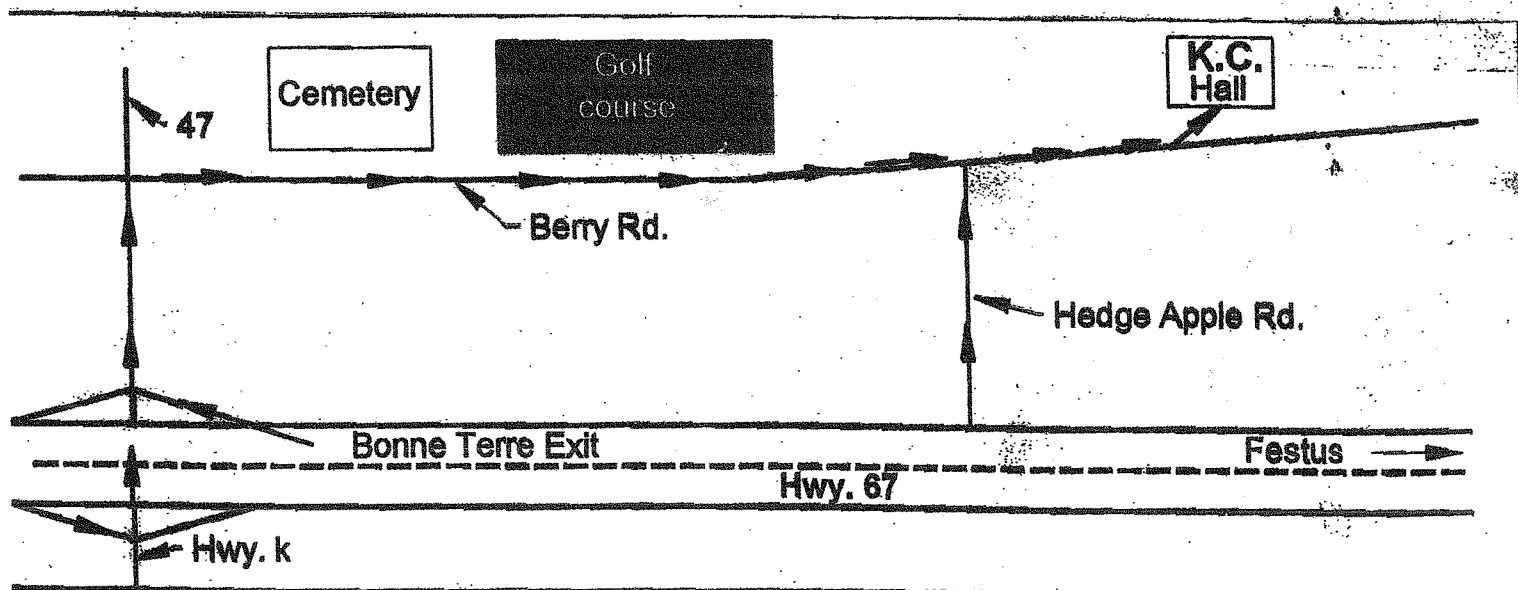 Cemetery
Golf
course
K.C.
Hall
47
Berry Rd.
Hedge Apple Rd.
Bonne Terre Exit
Festus
Hwy. 67
Hwy. k